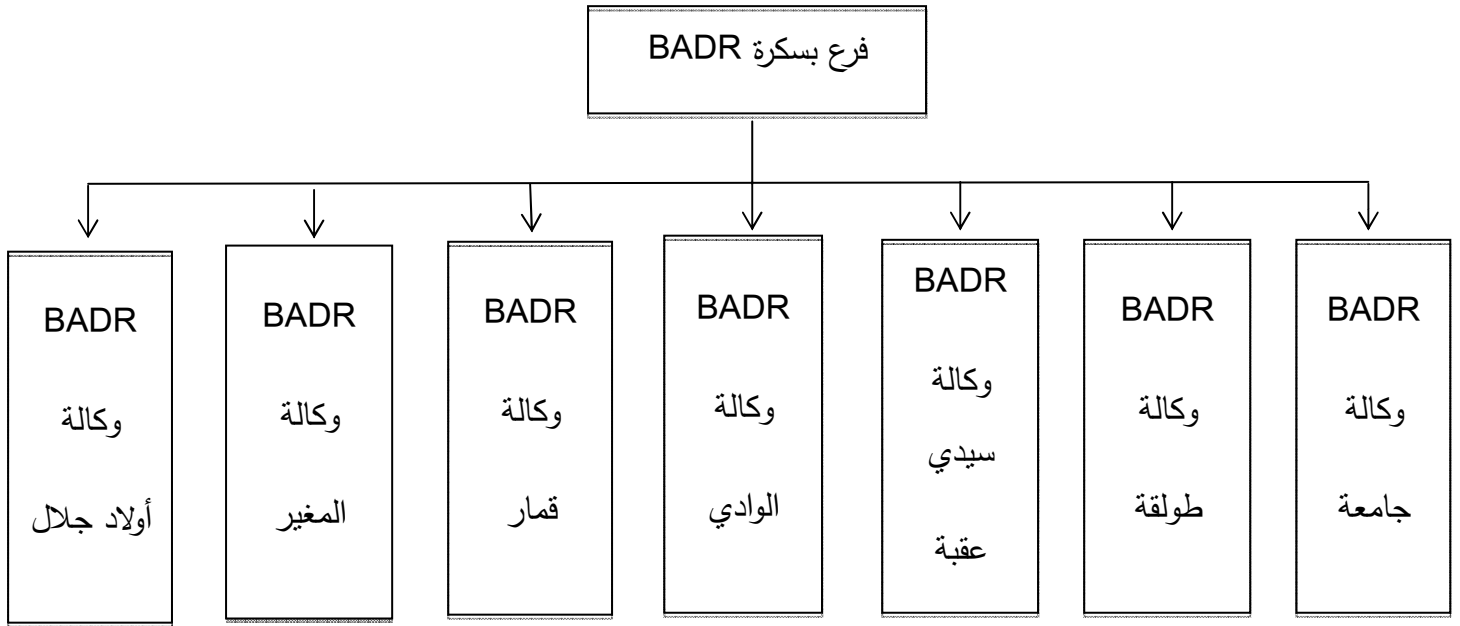 فرع بسكرة BADR
BADR
وكالة
جامعة
BADR
وكالة
طولقة
BADR
وكالة
سيدي
عقبة
BADR
وكالة
الوادي
BADR
وكالة
قمار
BADR
وكالة
المغير
BADR
وكالة
أولاد جلال